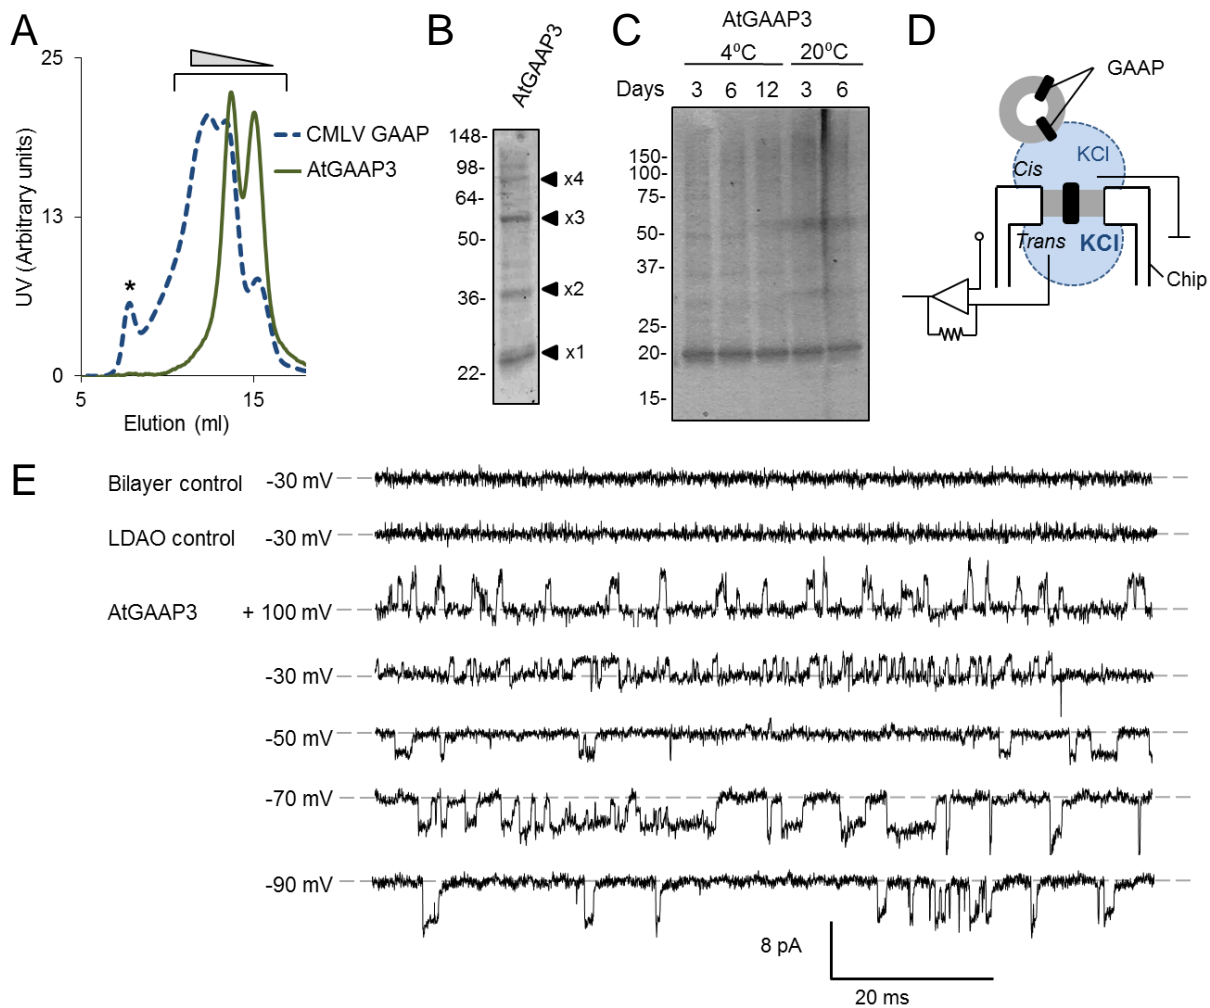 A
25
13
0
5
15
UV (Arbitrary units)
Elution (ml)
*
CMLV GAAP
AtGAAP3
B
AtGAAP3
148-
98-
64-
50-
36-
22-
x4
x3
x2
x1
C
AtGAAP3
4⁰C 20⁰C
Days 3 6 12 3 6
150-
100-
75-
50-
37-
25-
20-
15-
D
GAAP
KCl
Cis
Trans
KCl
Chip
E
Bilayer control -30 mV
LDAO control -30 mV
AtGAAP3 + 100 mV
-30 mV
-50 mV
-70 mV
-90 mV
8 pA
20 ms